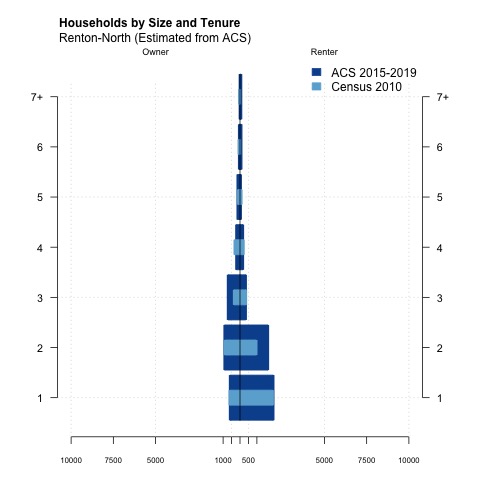 Households by Size and Tenure
Renton-North (Estimated from ACS)
Owner Renter
ACS 2015-2019
Census 2010
7+ 7+
6 6
5 5
4 4
3 3
2 2
1 1
10000 7500 5000 1000 500 5000 7500 10000